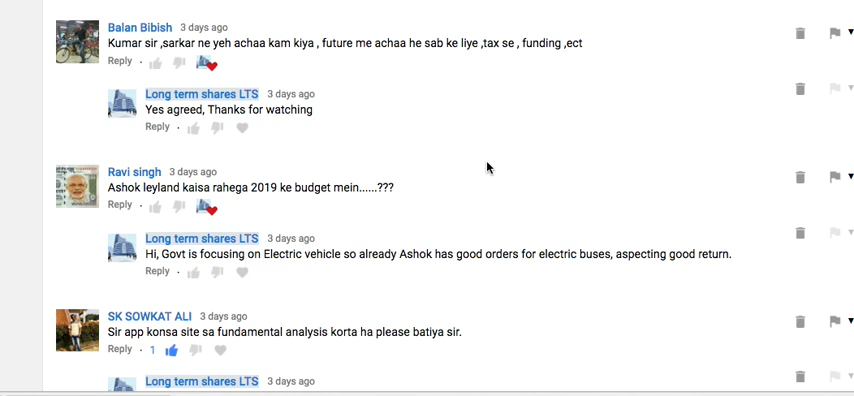 Balan Bibish 3 days ago
Kumar sir ,sarkar ne yeh achaa kam kiya , future me achaa he sab ke liye ,tax se , funding ,ect
Reply
Long term shares LTS 3 days ago
Yes agreed, Thanks for watching
Reply
Ravi singh 3 days ago
Ashok leyland kaisa rahega 2019 ke budget mein......???
Reply
Long term shares LTS 3 days ago
Hi, Govt is focusing on Electric vehicle so already Ashok has good orders for electric buses, aspecting good return.
Reply
SK SOWKAT ALI 3 days ago
Sir app konsa site sa fundamental analysis korta ha please batiya sir.
Reply · 1
Long term shares LTS 3 days ago